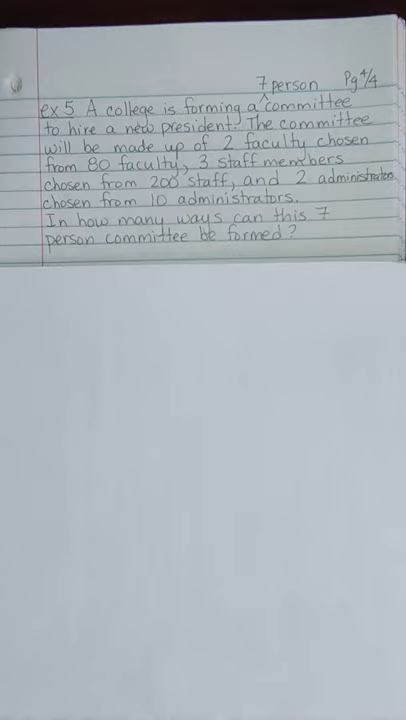 7 person Pg 4/4
ex 5 A college is forming a ^ committee
to hire a new president. The committee
will be made up of 2 faculty chosen
from 80 faculty, 3 staff members
chosen from 200 staff, and 2 administrators
chosen from 10 administrators.
In how many ways can this 7
person committee be formed?